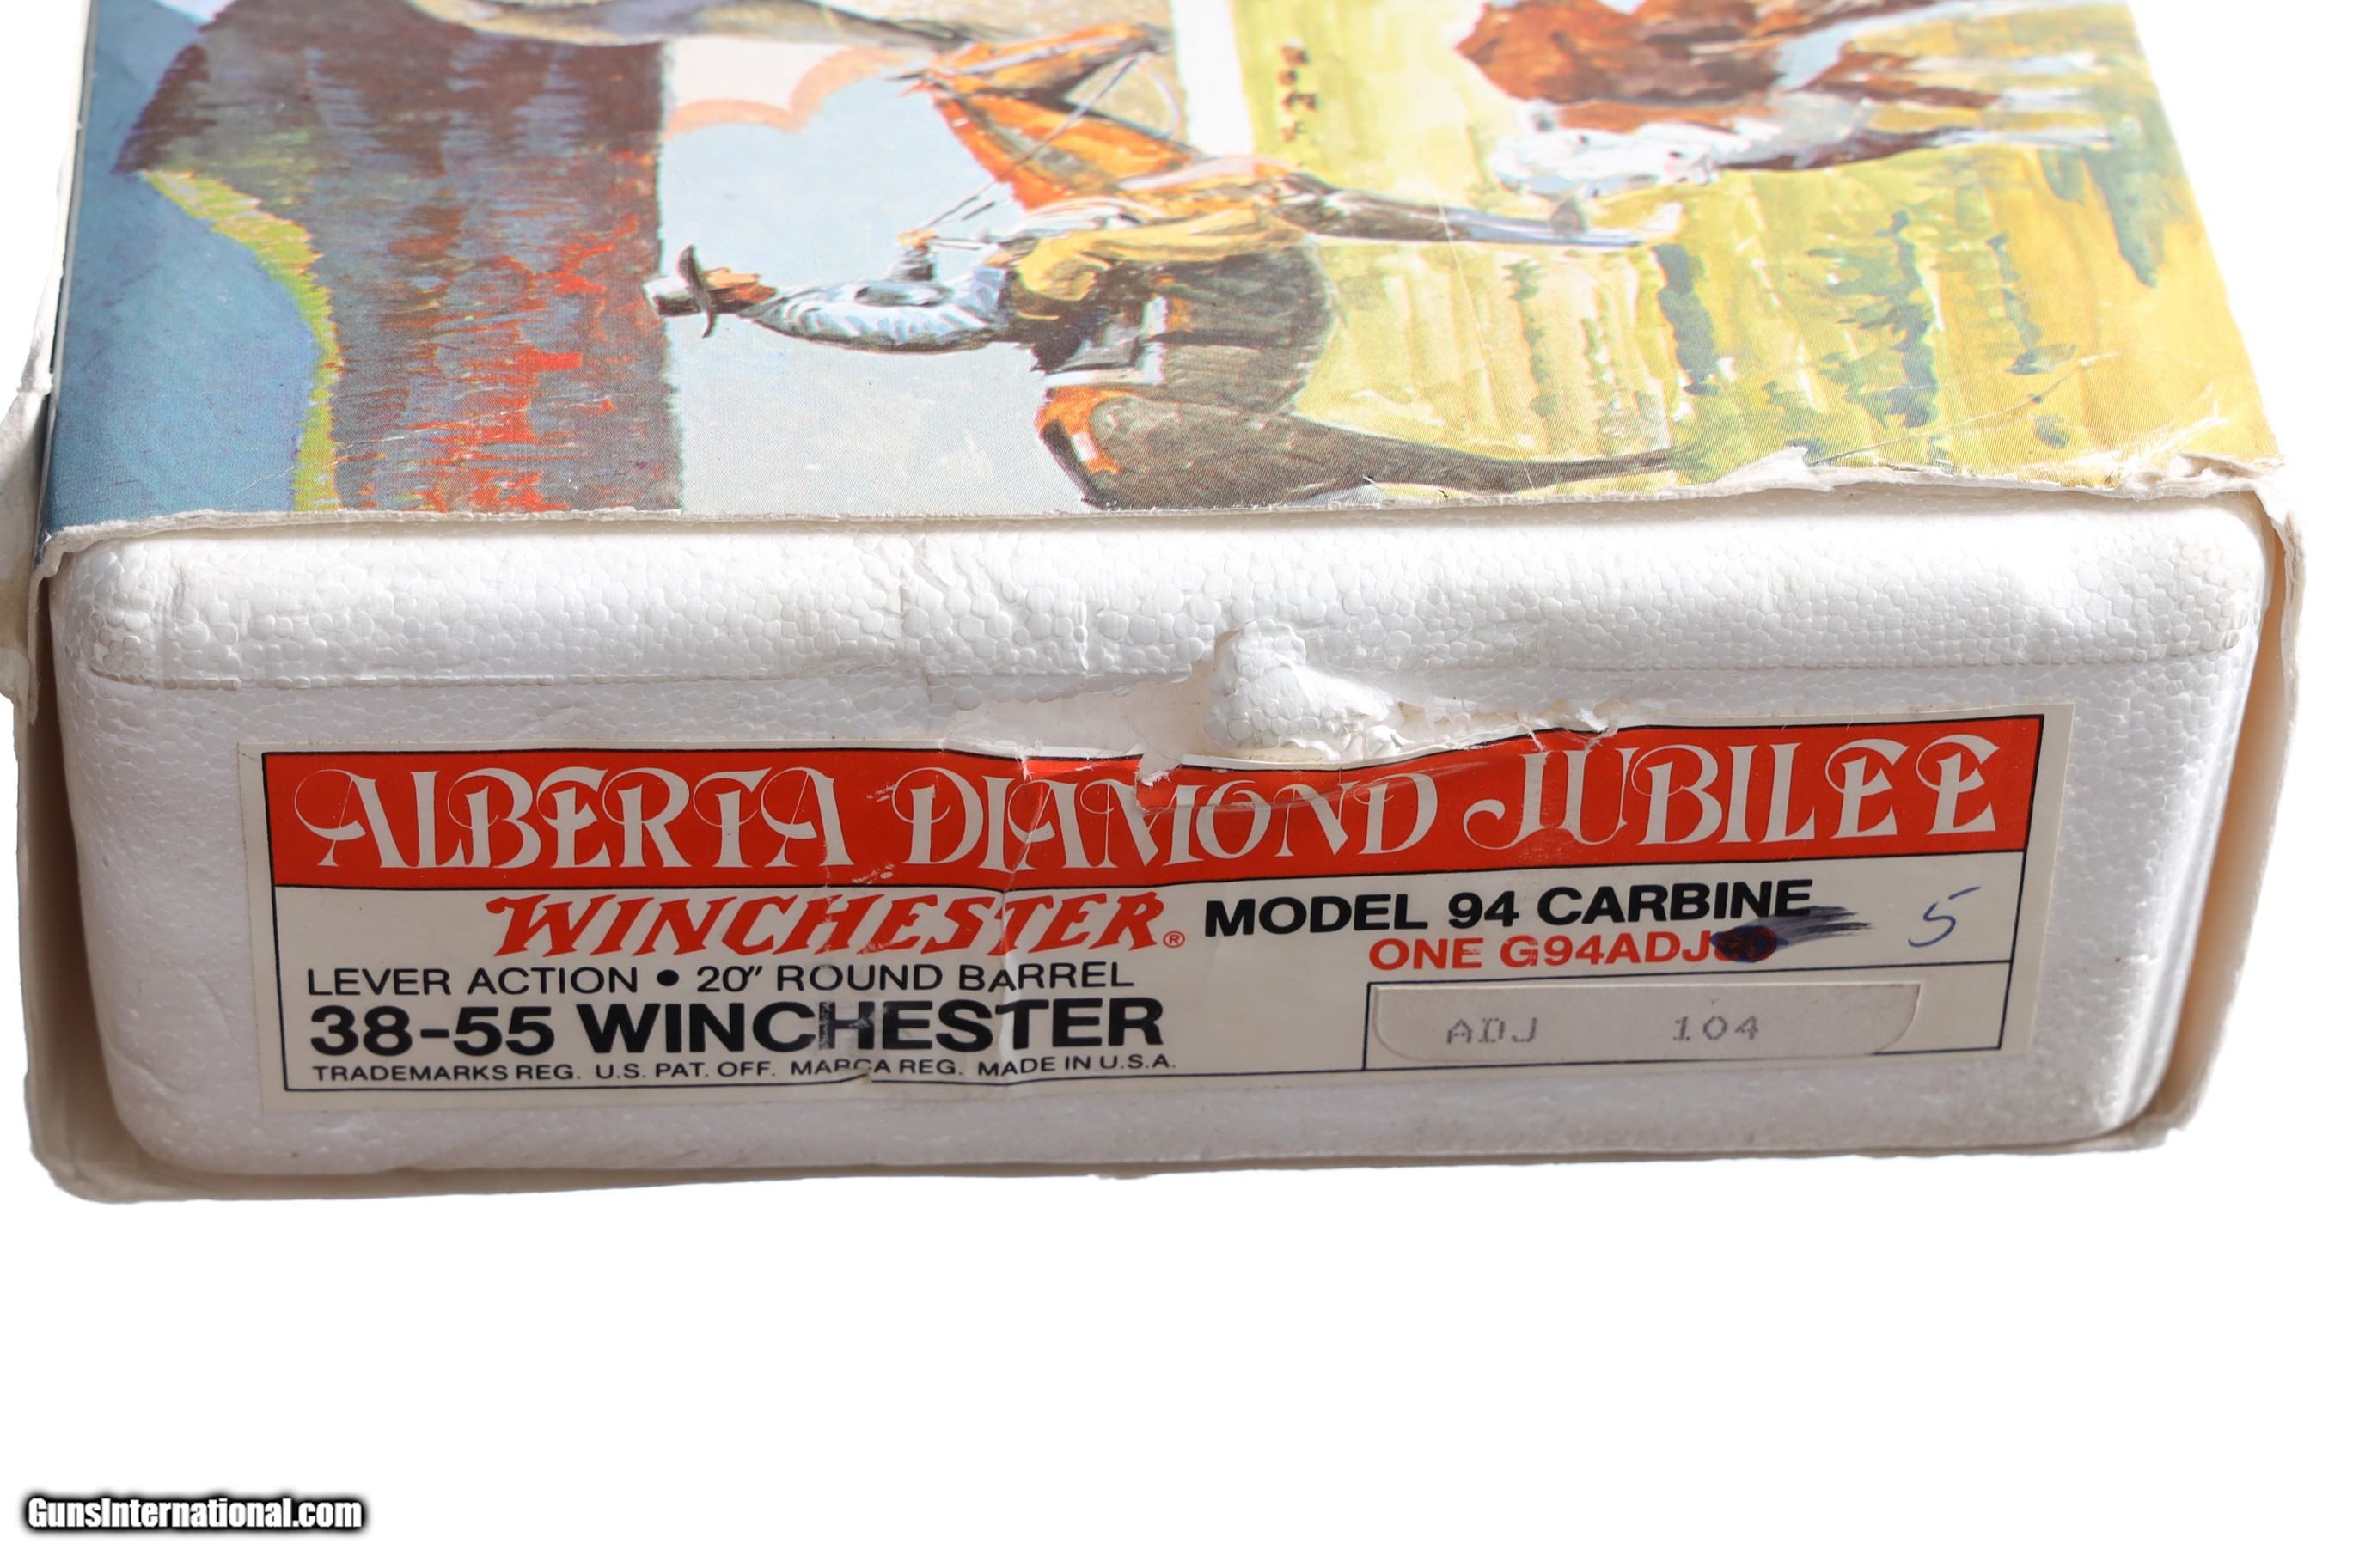 ALBERTA DIAMOND JUBILEE
WINCHESTER® MODEL 94 CARBINE
ONE G94ADJ
5
LEVER ACTION • 20" ROUND BARREL
38-55 WINCHESTER
TRADEMARKS REG. U.S. PAT. OFF. MARCA REG. MADE IN U.S.A.
ADJ 104
GunsInternational.com